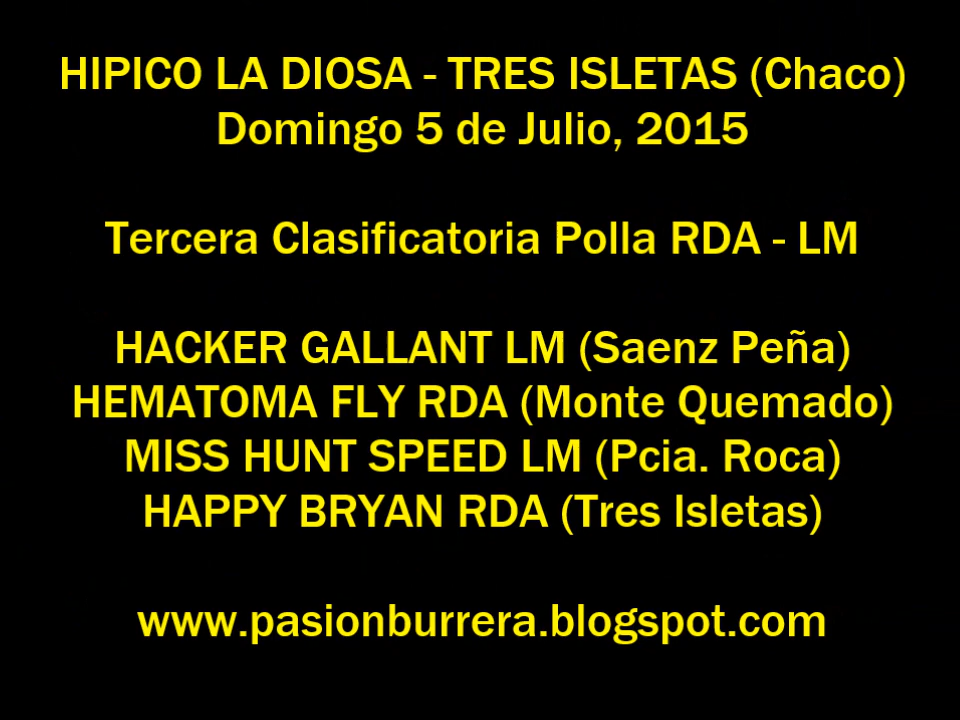 HIPICO LA DIOSA - TRES ISLETAS (Chaco)
Domingo 5 de Julio, 2015
Tercera Clasificatoria Polla RDA - LM
HACKER GALLANT LM (Saenz Peña)
HEMATOMA FLY RDA (Monte Quemado)
MISS HUNT SPEED LM (Pcia. Roca)
HAPPY BRYAN RDA (Tres Isletas)
www.pasionburrera.blogspot.com